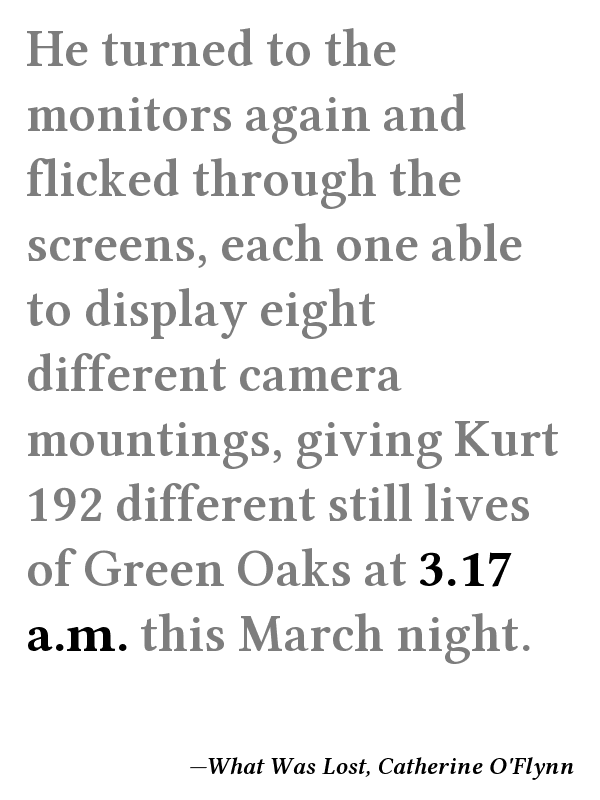 He turned to the
monitors again and
flicked through the
screens, each one able
to display eight
different camera
mountings, giving Kurt
192 different still lives
of Green Oaks at 3.17
a.m. this March night.
—What Was Lost, Catherine O'Flynn